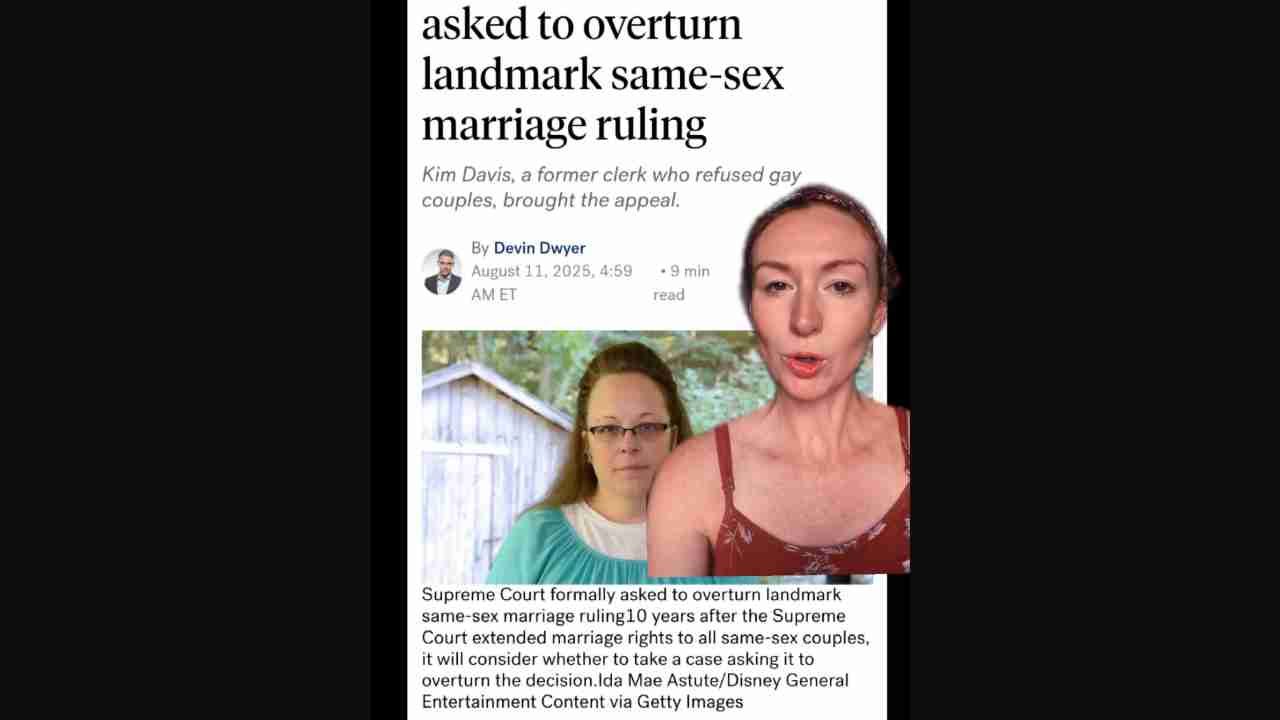 asked to overturn
landmark same-sex
marriage ruling
Kim Davis, a former clerk who refused gay
couples, brought the appeal.
By Devin Dwyer
August 11, 2025, 4:59 • 9 min
AM ET read
Supreme Court formally asked to overturn landmark
same-sex marriage ruling10 years after the Supreme
Court extended marriage rights to all same-sex couples,
it will consider whether to take a case asking it to
overturn the decision.Ida Mae Astute/Disney General
Entertainment Content via Getty Images